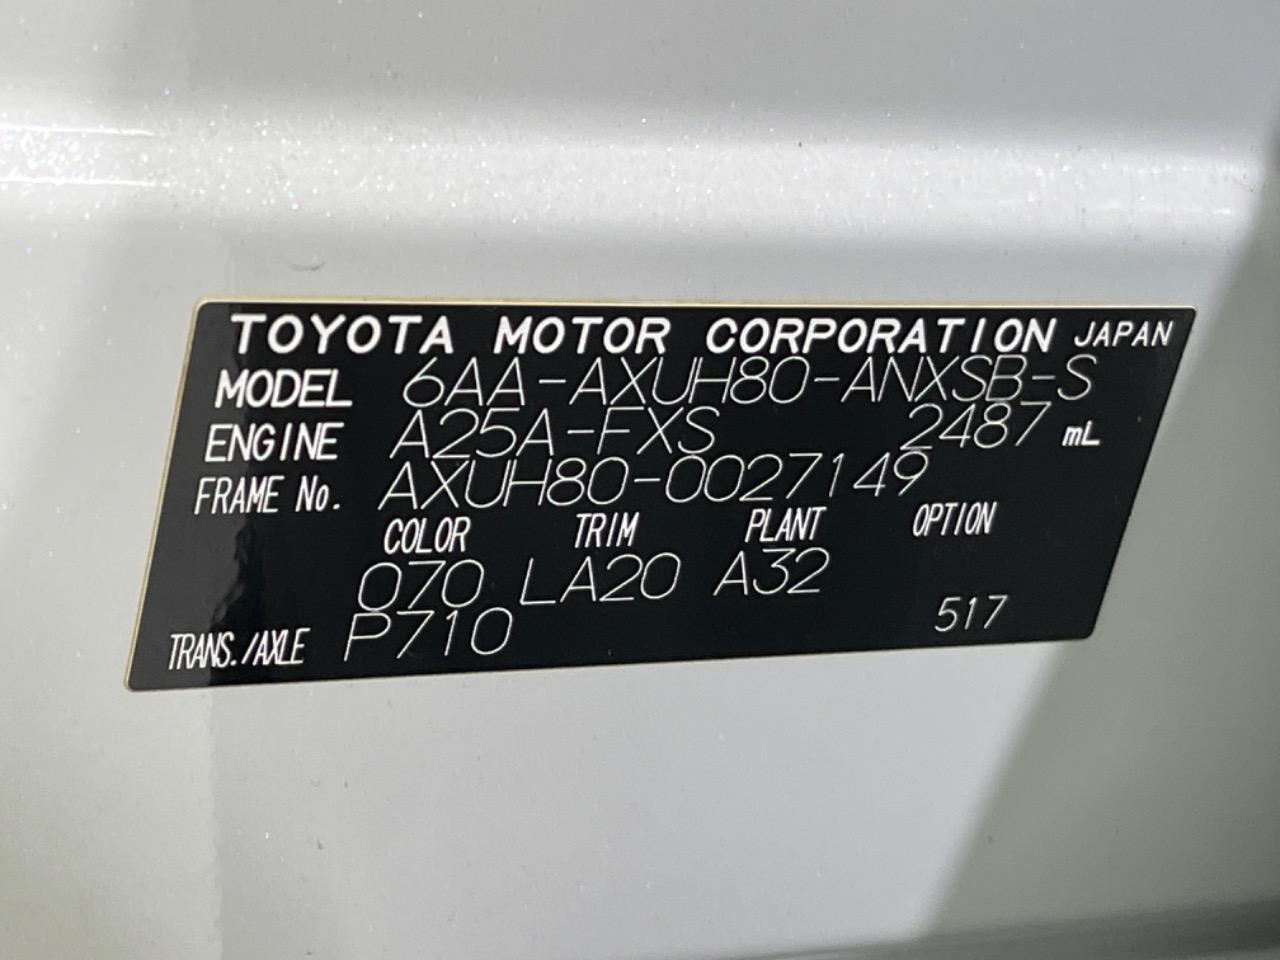 TOYOTA MOTOR CORPORATION JAPAN
MODEL 6AA-AXUH80-ANXSB-S
ENGINE A25A-FXS 2487 mL
FRAME No. AXUH80-0027149
COLOR TRIM PLANT OPTION
070 LA20 A32
TRANS./AXLE P710 517